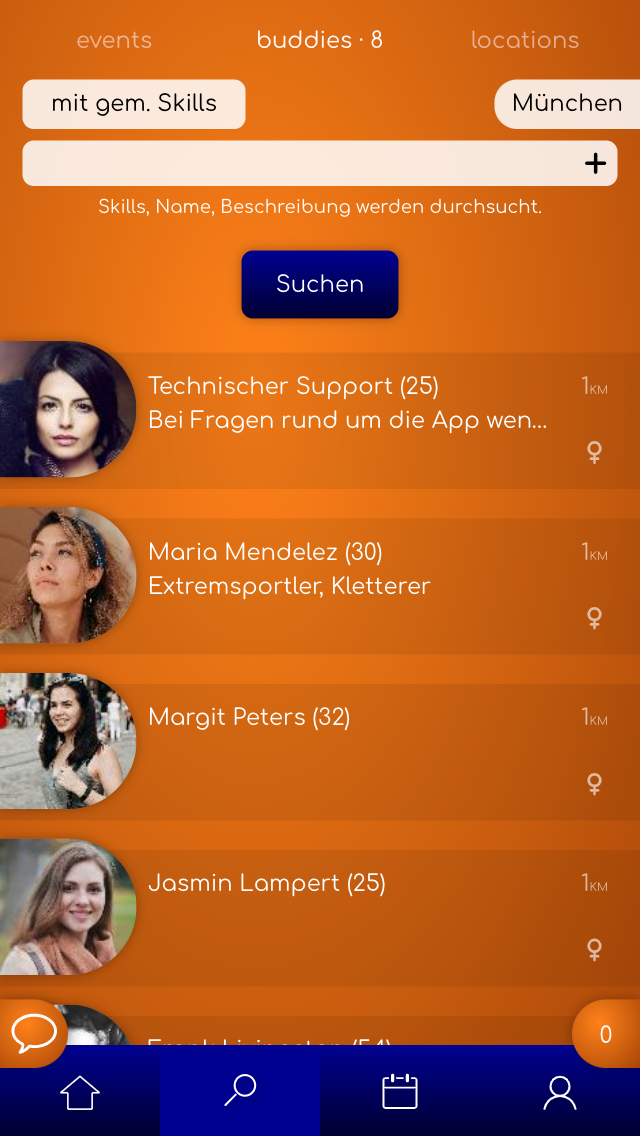 events buddies · 8 locations
mit gem. Skills München
+
Skills, Name, Beschreibung werden durchsucht.
Suchen
Technischer Support (25) 1KM
Bei Fragen rund um die App wen...
Maria Mendelez (30) 1KM
Extremsportler, Kletterer
Margit Peters (32) 1KM
Jasmin Lampert (25) 1KM
0